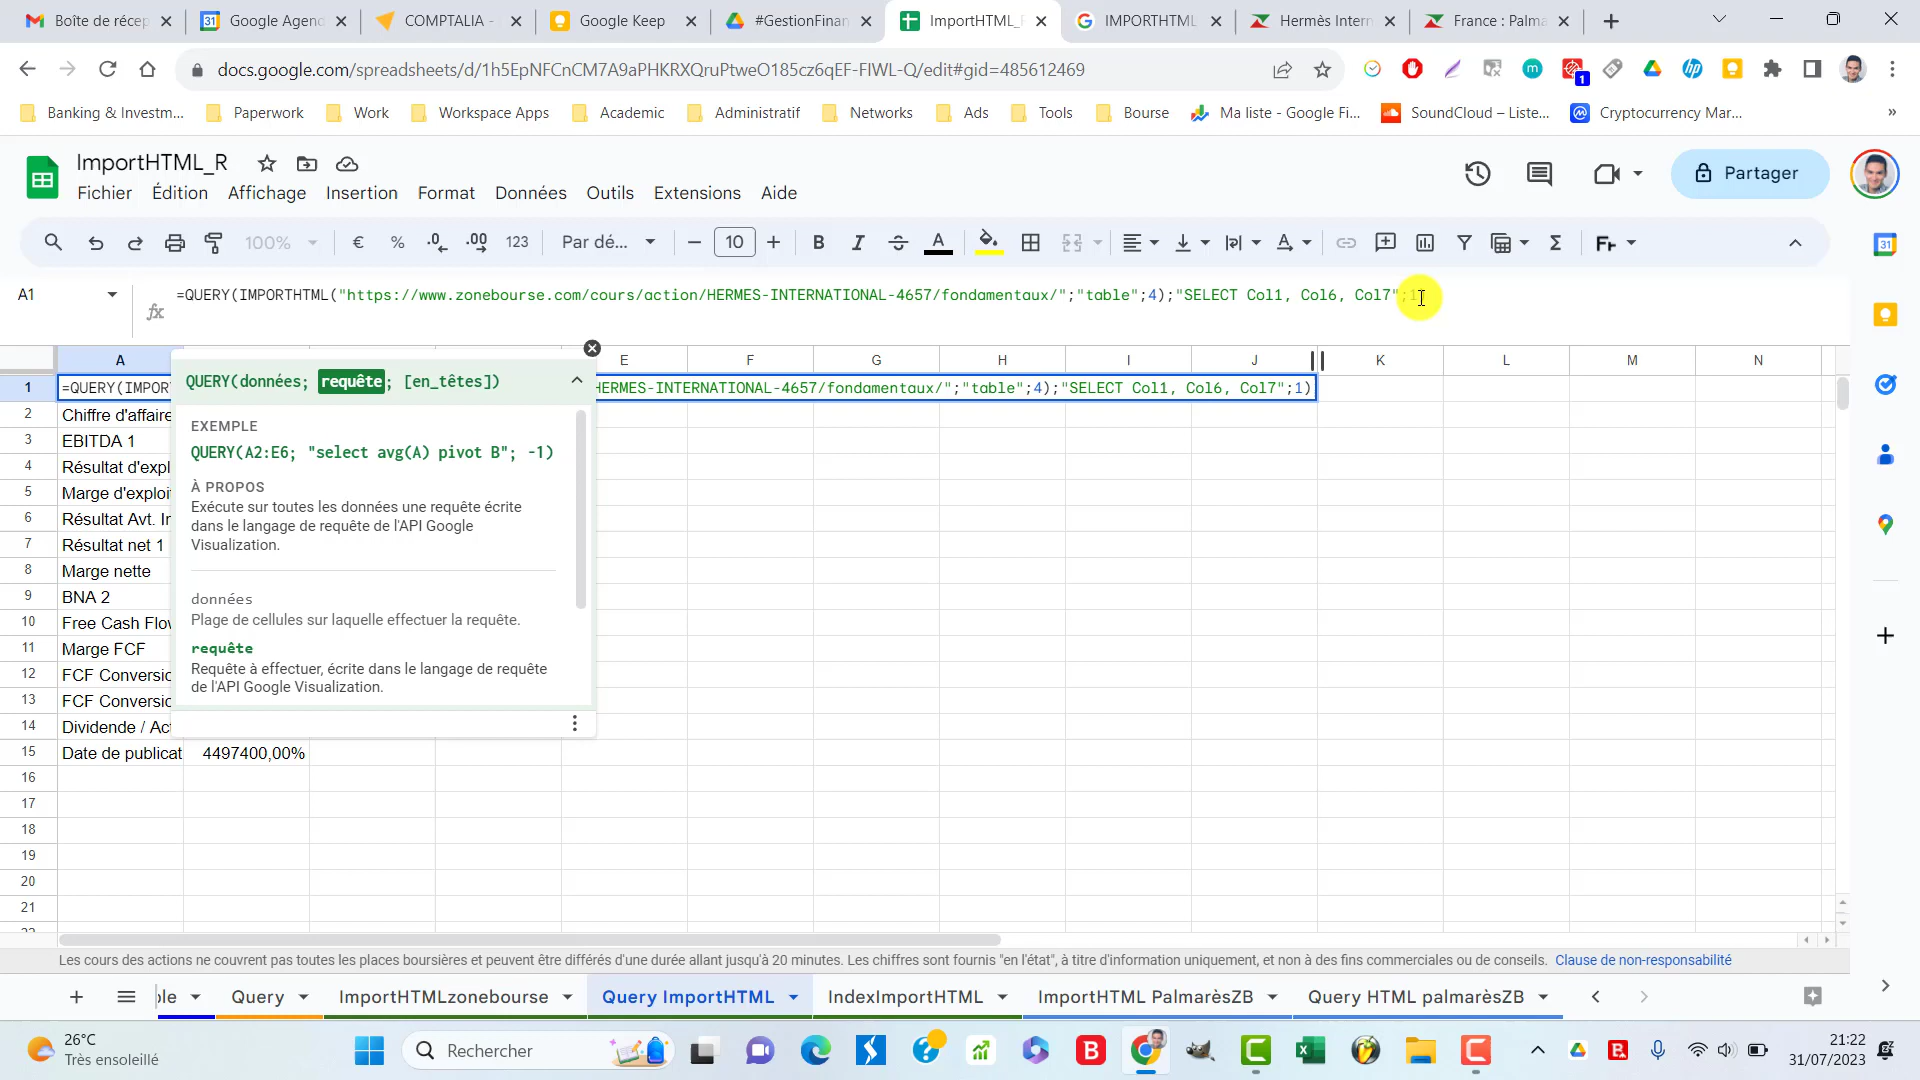 Boîte de récep
Google Agend
COMPTALIA -
Google Keep
#GestionFinan
ImportHTML_R
IMPORTHTML
Hermès Intern
France : Palma
docs.google.com/spreadsheets/d/1h5EpNFCnCM7A9aPHKRXQruPtweO185cz6qEF-FIWL-Q/edit#gid=485612469
1
Banking & Investm...
Paperwork
Work
Workspace Apps
Academic
Administratif
Networks
Ads
Tools
Bourse
Ma liste - Google Fi...
SoundCloud – Liste...
Cryptocurrency Mar...
»
ImportHTML_R
Fichier Édition Affichage Insertion Format Données Outils Extensions Aide
Partager
100% € % .0 .00 123 Par dé... 10 B I A Σ
A1
=QUERY(IMPORTHTML("https://www.zonebourse.com/cours/action/HERMES-INTERNATIONAL-4657/fondamentaux/";"table";4);"SELECT Col1, Col6, Col7";1)
fx
A E F G H I J K L M N
1 =QUERY(IMPOR HERMES-INTERNATIONAL-4657/fondamentaux/";"table";4);"SELECT Col1, Col6, Col7";1)
QUERY(données; requête; [en_têtes])
EXEMPLE
QUERY(A2:E6; "select avg(A) pivot B"; -1)
À PROPOS
Exécute sur toutes les données une requête écrite
dans le langage de requête de l'API Google
Visualization.
données
Plage de cellules sur laquelle effectuer la requête.
requête
Requête à effectuer, écrite dans le langage de requête
de l'API Google Visualization.
2 Chiffre d'affaire
3 EBITDA 1
4 Résultat d'expl
5 Marge d'exploi
6 Résultat Avt. Ir
7 Résultat net 1
8 Marge nette
9 BNA 2
10 Free Cash Flo
11 Marge FCF
12 FCF Conversic
13 FCF Conversic
14 Dividende / Ac
15 Date de publicat 4497400,00%
16
17
18
19
20
21
22
Les cours des actions ne couvrent pas toutes les places boursières et peuvent être différés d'une durée allant jusqu'à 20 minutes. Les chiffres sont fournis "en l'état", à titre d'information uniquement, et non à des fins commerciales ou de conseils. Clause de non-responsabilité
le
Query
ImportHTMLzonebourse
Query ImportHTML
IndexImportHTML
ImportHTML PalmarèsZB
Query HTML palmarèsZB
26°C
Très ensoleillé
Rechercher
21:22
31/07/2023